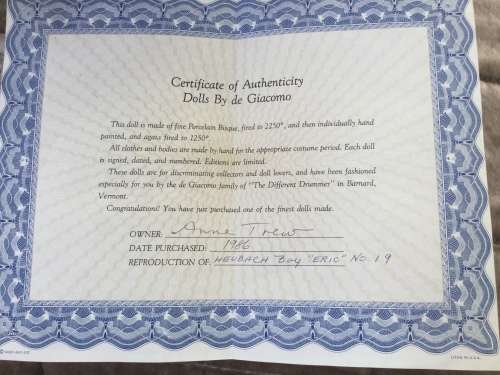 Certificate of Authenticity
Dolls By de Giacomo
This doll is made of fine Porcelain Bisque, fired to 2250°, and then individually hand
painted, and again fired to 1250°.
All clothes and bodies are made by hand for the appropriate costume period. Each doll
is signed, dated, and numbered. Editions are limited.
These dolls are for discriminating collectors and doll lovers, and have been fashioned
especially for you by the de Giacomo family of "The Different Drummer" in Barnard,
Vermont.
Congratulations! You have just purchased one of the finest dolls made.
OWNER: Anne Trew
DATE PURCHASED: 1986
REPRODUCTION OF: HEUBACH Boy "ERIC" No. 19